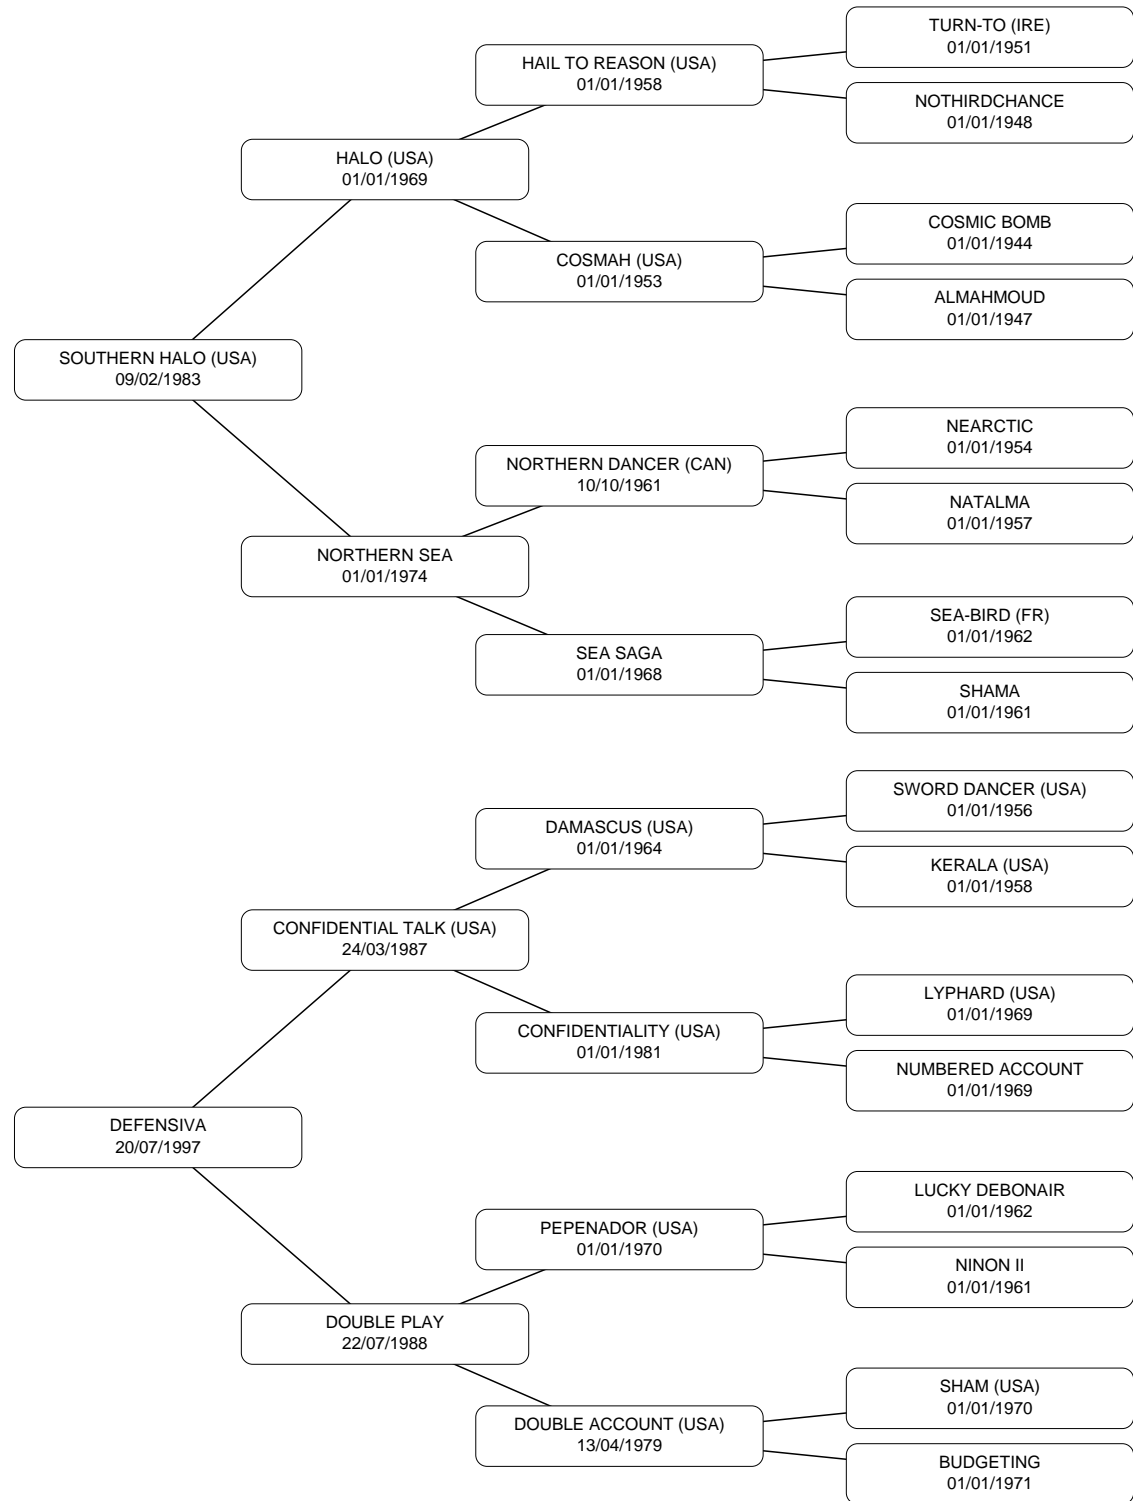 TURN-TO (IRE)
01/01/1951
HAIL TO REASON (USA)
01/01/1958
NOTHIRDCHANCE
01/01/1948
HALO (USA)
01/01/1969
COSMIC BOMB
01/01/1944
COSMAH (USA)
01/01/1953
ALMAHMOUD
01/01/1947
SOUTHERN HALO (USA)
09/02/1983
NEARCTIC
01/01/1954
NORTHERN DANCER (CAN)
10/10/1961
NATALMA
01/01/1957
NORTHERN SEA
01/01/1974
SEA-BIRD (FR)
01/01/1962
SEA SAGA
01/01/1968
SHAMA
01/01/1961
SWORD DANCER (USA)
01/01/1956
DAMASCUS (USA)
01/01/1964
KERALA (USA)
01/01/1958
CONFIDENTIAL TALK (USA)
24/03/1987
LYPHARD (USA)
01/01/1969
CONFIDENTIALITY (USA)
01/01/1981
NUMBERED ACCOUNT
01/01/1969
DEFENSIVA
20/07/1997
LUCKY DEBONAIR
01/01/1962
PEPENADOR (USA)
01/01/1970
NINON II
01/01/1961
DOUBLE PLAY
22/07/1988
SHAM (USA)
01/01/1970
DOUBLE ACCOUNT (USA)
13/04/1979
BUDGETING
01/01/1971